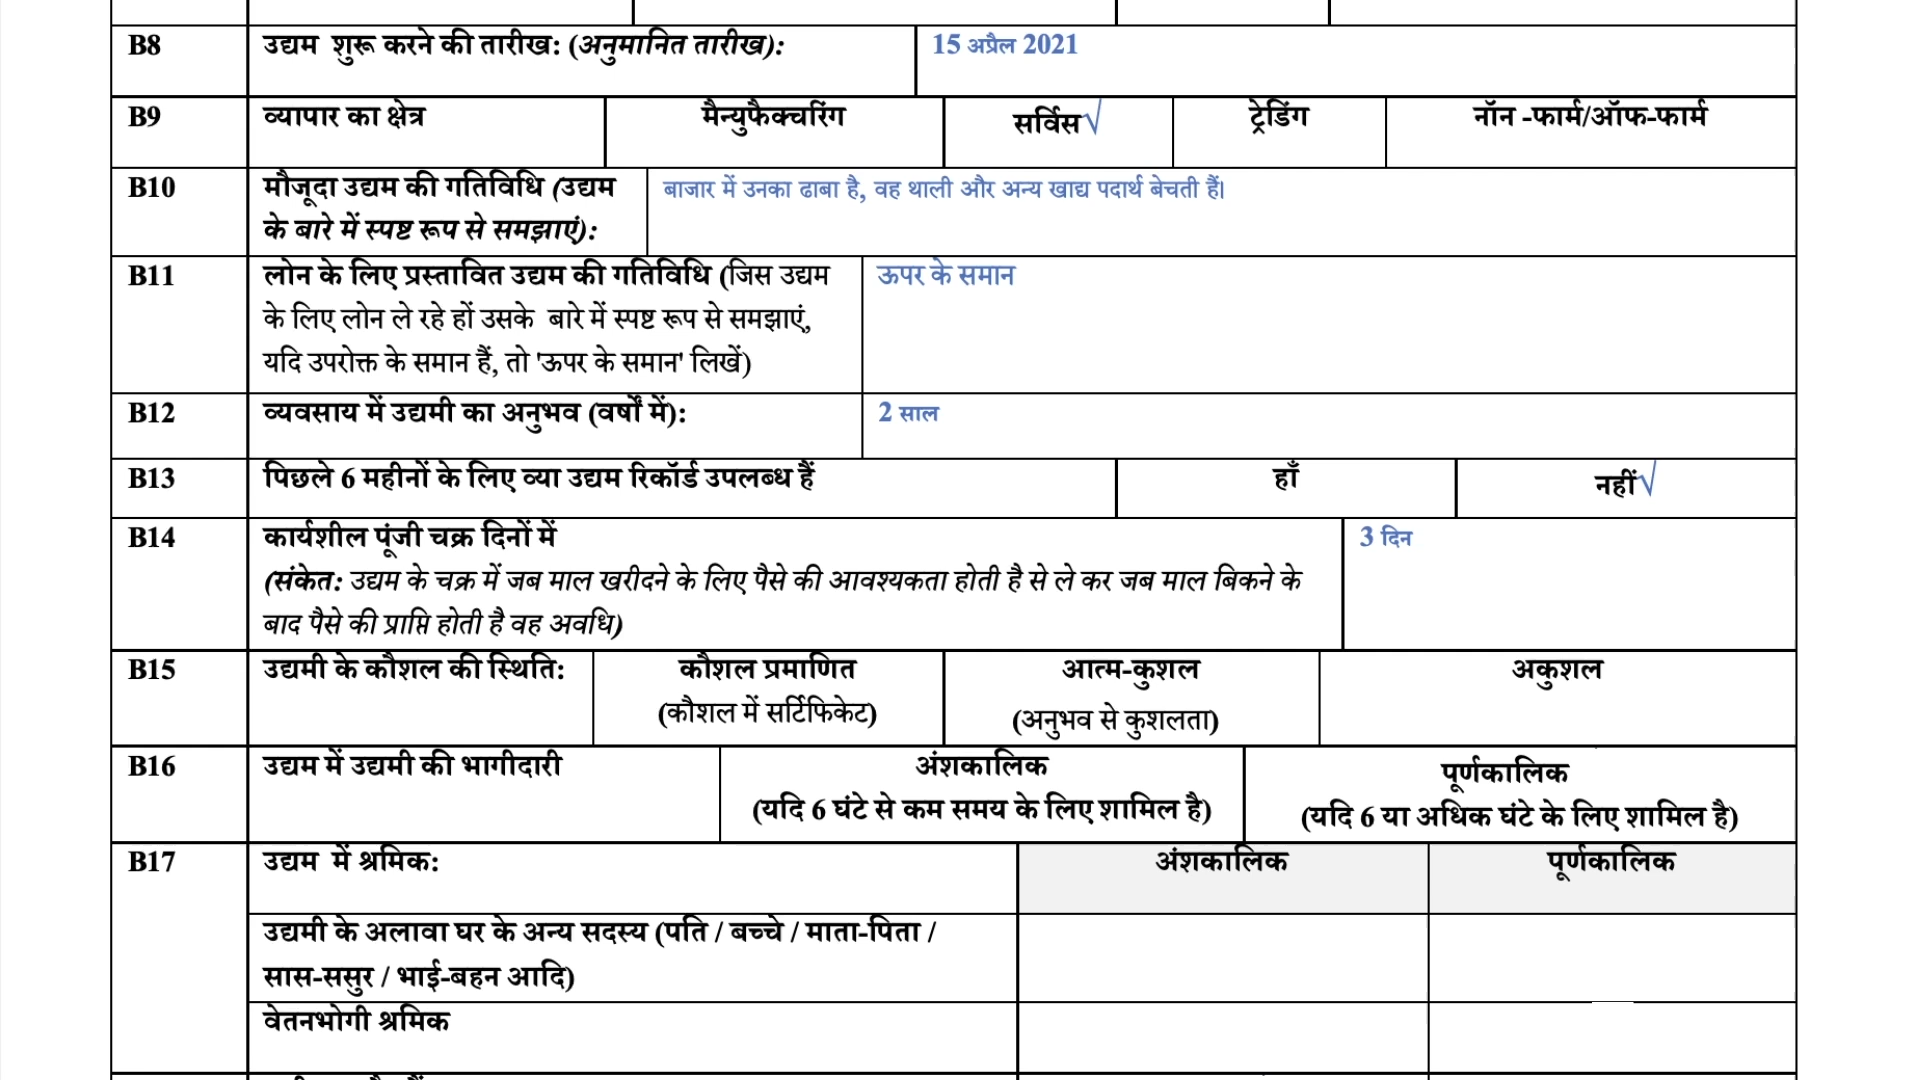 B8 उद्यम शुरू करने की तारीख: (अनुमानित तारीख): 15 अप्रैल 2021
B9 व्यापार का क्षेत्र मैन्युफैक्चरिंग सर्विस√ ट्रेडिंग नॉन -फार्म/ऑफ-फार्म
B10 मौजूदा उद्यम की गतिविधि (उद्यम बाजार में उनका ढाबा है, वह थाली और अन्य खाद्य पदार्थ बेचती हैं।
के बारे में स्पष्ट रूप से समझाएं):
B11 लोन के लिए प्रस्तावित उद्यम की गतिविधि (जिस उद्यम ऊपर के समान
के लिए लोन ले रहे हों उसके बारे में स्पष्ट रूप से समझाएं,
यदि उपरोक्त के समान हैं, तो 'ऊपर के समान' लिखें)
B12 व्यवसाय में उद्यमी का अनुभव (वर्षों में): 2 साल
B13 पिछले 6 महीनों के लिए व्या उद्यम रिकॉर्ड उपलब्ध हैं हाँ नहीं√
B14 कार्यशील पूंजी चक्र दिनों में 3 दिन
(संकेत: उद्यम के चक्र में जब माल खरीदने के लिए पैसे की आवश्यकता होती है से ले कर जब माल बिकने के
बाद पैसे की प्राप्ति होती है वह अवधि)
B15 उद्यमी के कौशल की स्थिति: कौशल प्रमाणित आत्म-कुशल अकुशल
(कौशल में सर्टिफिकेट) (अनुभव से कुशलता)
B16 उद्यम में उद्यमी की भागीदारी अंशकालिक पूर्णकालिक
(यदि 6 घंटे से कम समय के लिए शामिल है) (यदि 6 या अधिक घंटे के लिए शामिल है)
B17 उद्यम में श्रमिक: अंशकालिक पूर्णकालिक
उद्यमी के अलावा घर के अन्य सदस्य (पति / बच्चे / माता-पिता /
सास-ससुर / भाई-बहन आदि)
वेतनभोगी श्रमिक